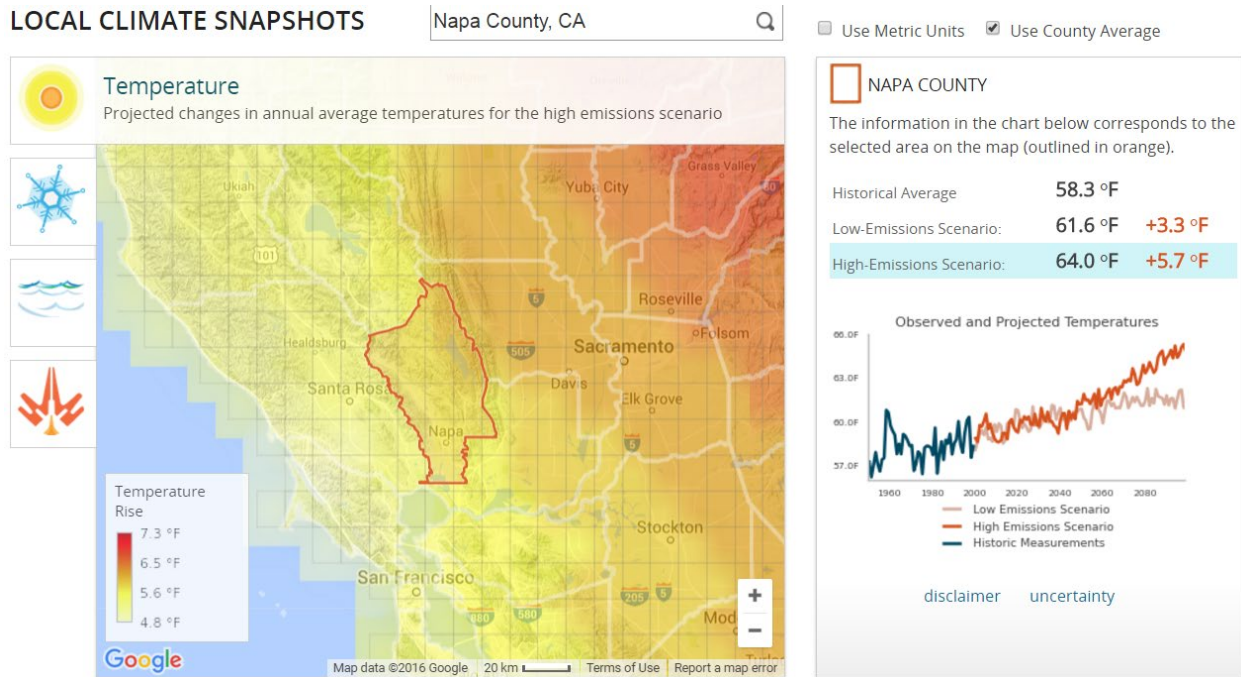 LOCAL CLIMATE SNAPSHOTS
Napa County, CA
Use Metric Units
Use County Average
Temperature
Projected changes in annual average temperatures for the high emissions scenario
Ukiah
Yuba City
Grass Valley
80
101
5
Roseville
Folsom
Healdsburg
505
Sacramento
Santa Rosa
Davis
Elk Grove
Napa
5
Temperature
Rise
7.3 °F
6.5 °F
5.6 °F
4.8 °F
Stockton
San Francisco
205
5
680
580
+
−
Google
Map data ©2016 Google
20 km
Terms of Use
Report a map error
NAPA COUNTY
The information in the chart below corresponds to the
selected area on the map (outlined in orange).
Historical Average 58.3 °F
Low-Emissions Scenario: 61.6 °F +3.3 °F
High-Emissions Scenario: 64.0 °F +5.7 °F
Observed and Projected Temperatures
66.0F
63.0F
60.0F
57.0F
1960 1980 2000 2020 2040 2060 2080
Low Emissions Scenario
High Emissions Scenario
Historic Measurements
disclaimer
uncertainty